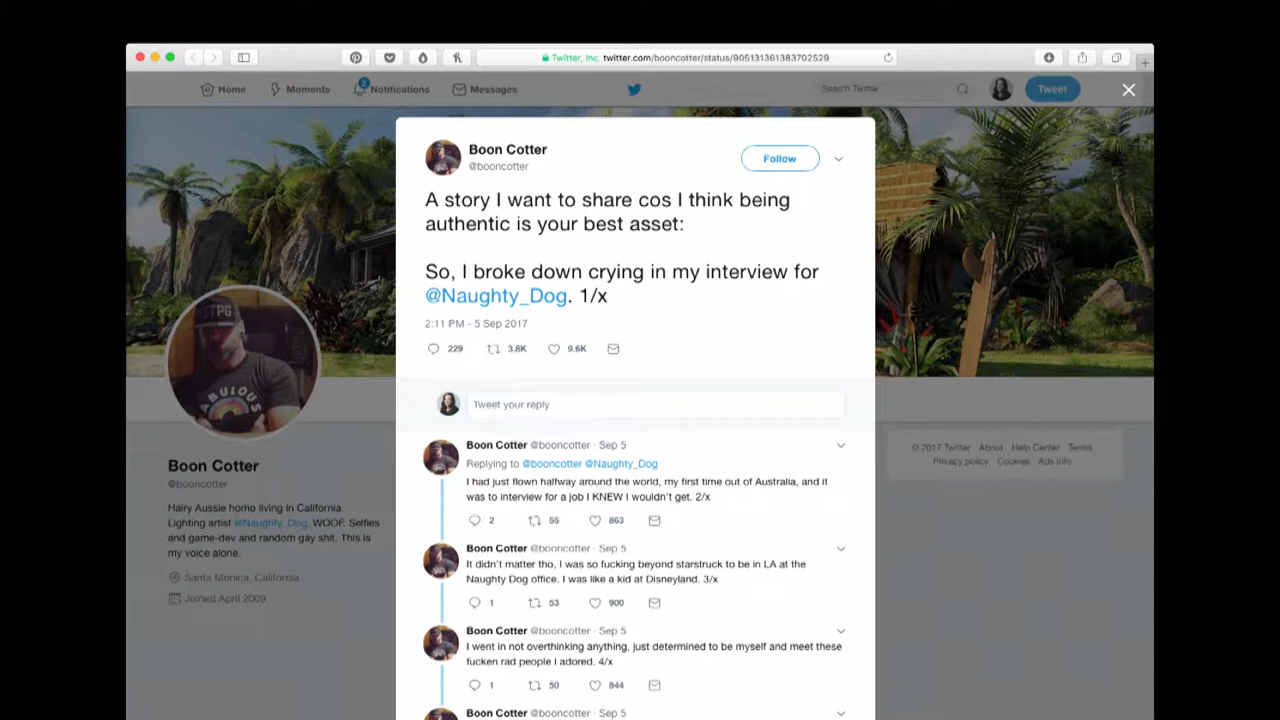 Twitter, Inc. twitter.com/booncotter/status/905131361383702529
Home Moments 2 Notifications Messages Search Twitter Tweet
Boon Cotter
@booncotter
Follow
A story I want to share cos I think being
authentic is your best asset:
So, I broke down crying in my interview for
@Naughty_Dog. 1/x
2:11 PM - 5 Sep 2017
229 3.8K 9.6K
Tweet your reply
Boon Cotter @booncotter · Sep 5
Replying to @booncotter @Naughty_Dog
I had just flown halfway around the world, my first time out of Australia, and it
was to interview for a job I KNEW I wouldn't get. 2/x
2 55 863
Boon Cotter @booncotter · Sep 5
It didn't matter tho, I was so fucking beyond starstruck to be in LA at the
Naughty Dog office. I was like a kid at Disneyland. 3/x
1 53 900
Boon Cotter @booncotter · Sep 5
I went in not overthinking anything, just determined to be myself and meet these
fucken rad people I adored. 4/x
1 50 844
Boon Cotter @booncotter · Sep 5
STPG
FABULOUS
Boon Cotter
@booncotter
Hairy Aussie homo living in California
Lighting artist @Naughty_Dog. WOOF. Selfies
and game-dev and random gay shit. This is
my voice alone.
Santa Monica, California
Joined April 2009
© 2017 Twitter About Help Center Terms
Privacy policy Cookies Ads info